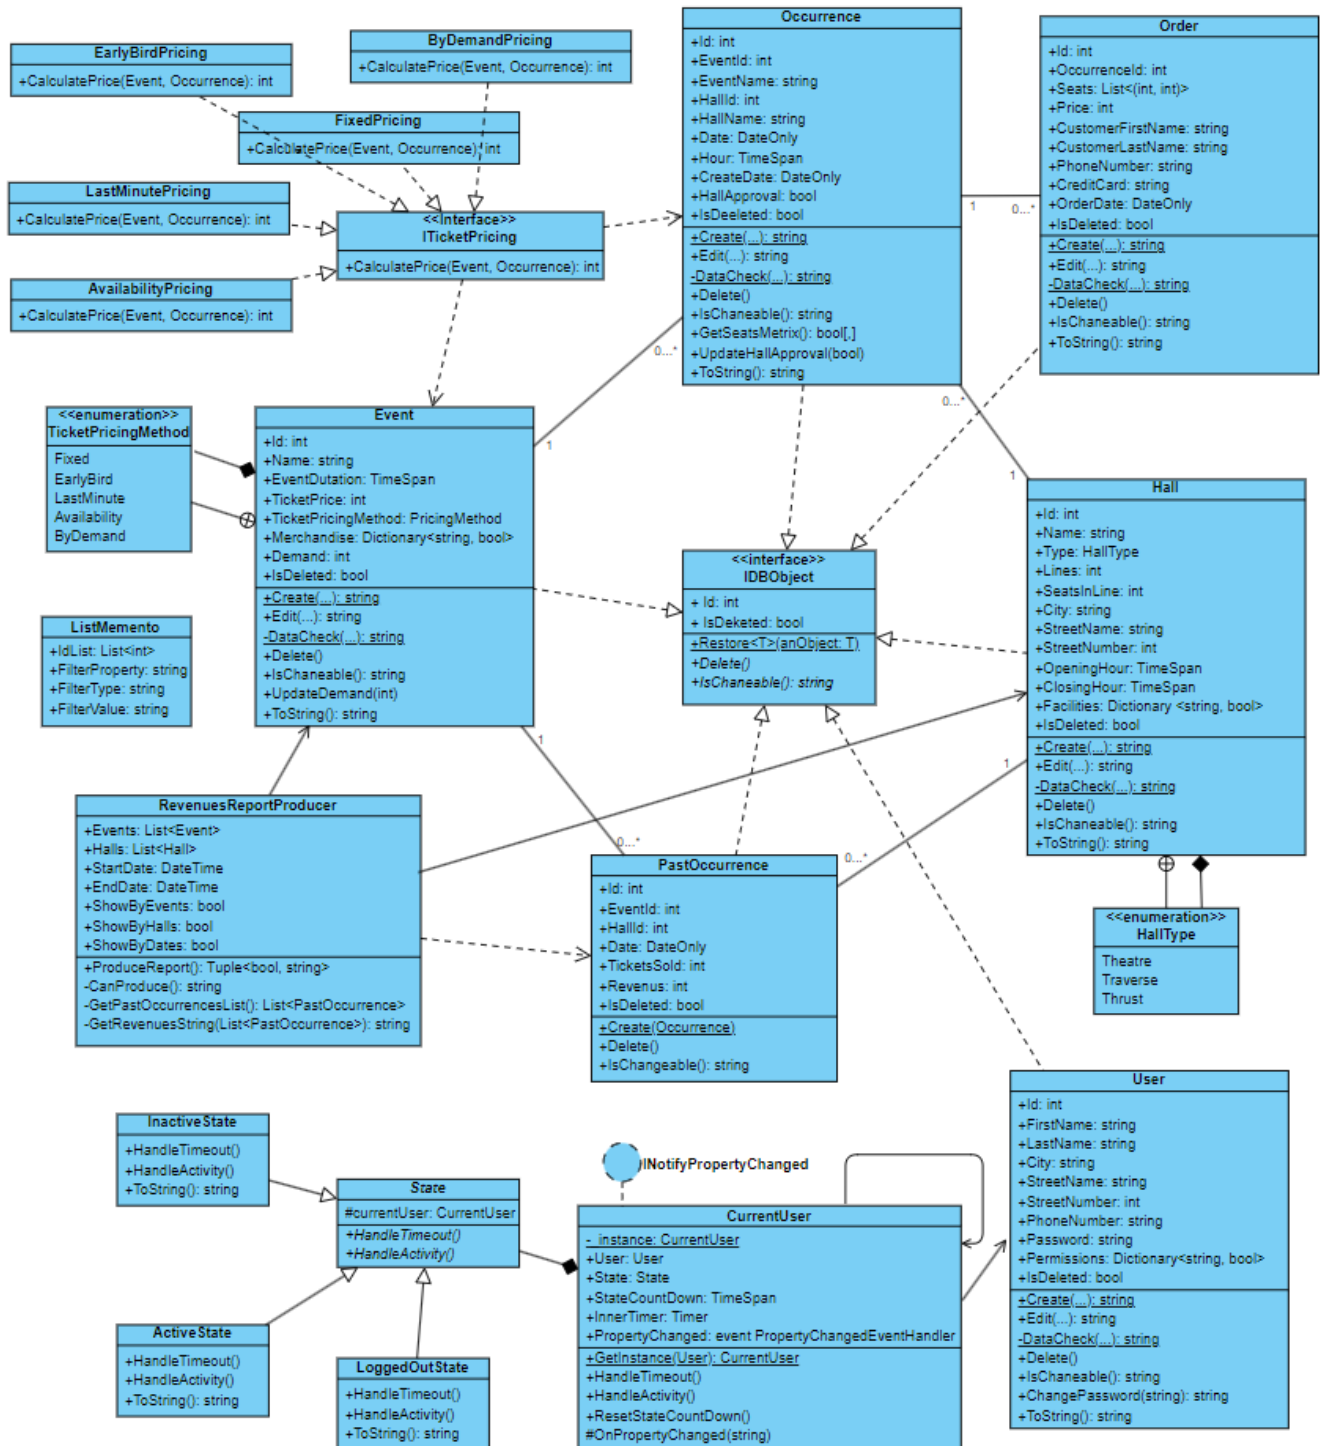 EarlyBirdPricing
+CalculatePrice(Event, Occurrence): int
ByDemandPricing
+CalculatePrice(Event, Occurrence): int
FixedPricing
+CalculatePrice(Event, Occurrence): int
LastMinutePricing
+CalculatePrice(Event, Occurrence): int
<<Interface>>
ITicketPricing
+CalculatePrice(Event, Occurrence): int
AvailabilityPricing
+CalculatePrice(Event, Occurrence): int
Occurrence
+Id: int
+EventId: int
+EventName: string
+HallId: int
+HallName: string
+Date: DateOnly
+Hour: TimeSpan
+CreateDate: DateOnly
+HallApproval: bool
+IsDeeleted: bool
+Create(...): string
+Edit(...): string
-DataCheck(...): string
+Delete()
+IsChaneable(): string
+GetSeatsMetrix(): bool[,]
+UpdateHallApproval(bool)
+ToString(): string
1
0...*
Order
+Id: int
+OccurrenceId: int
+Seats: List<(int, int)>
+Price: int
+CustomerFirstName: string
+CustomerLastName: string
+PhoneNumber: string
+CreditCard: string
+OrderDate: DateOnly
+IsDeleted: bool
+Create(...): string
+Edit(...): string
-DataCheck(...): string
+Delete()
+IsChaneable(): string
+ToString(): string
0...*
1
0...*
1
<<enumeration>>
TicketPricingMethod
Fixed
EarlyBird
LastMinute
Availability
ByDemand
Event
+Id: int
+Name: string
+EventDutation: TimeSpan
+TicketPrice: int
+TicketPricingMethod: PricingMethod
+Merchandise: Dictionary<string, bool>
+Demand: int
+IsDeleted: bool
+Create(...): string
+Edit(...): string
-DataCheck(...): string
+Delete()
+IsChaneable(): string
+UpdateDemand(int)
+ToString(): string
<<interface>>
IDBObject
+ Id: int
+ IsDeketed: bool
+Restore<T>(anObject: T)
+Delete()
+IsChaneable(): string
Hall
+Id: int
+Name: string
+Type: HallType
+Lines: int
+SeatsInLine: int
+City: string
+StreetName: string
+StreetNumber: int
+OpeningHour: TimeSpan
+ClosingHour: TimeSpan
+Facilities: Dictionary <string, bool>
+IsDeleted: bool
+Create(...): string
+Edit(...): string
-DataCheck(...): string
+Delete()
+IsChaneable(): string
+ToString(): string
ListMemento
+IdList: List<int>
+FilterProperty: string
+FilterType: string
+FilterValue: string
1
0...*
1
0...*
RevenuesReportProducer
+Events: List<Event>
+Halls: List<Hall>
+StartDate: DateTime
+EndDate: DateTime
+ShowByEvents: bool
+ShowByHalls: bool
+ShowByDates: bool
+ProduceReport(): Tuple<bool, string>
-CanProduce(): string
-GetPastOccurrencesList(): List<PastOccurrence>
-GetRevenuesString(List<PastOccurrence>): string
PastOccurrence
+Id: int
+EventId: int
+HallId: int
+Date: DateOnly
+TicketsSold: int
+Revenus: int
+IsDeleted: bool
+Create(Occurrence)
+Delete()
+IsChangeable(): string
<<enumeration>>
HallType
Theatre
Traverse
Thrust
InactiveState
+HandleTimeout()
+HandleActivity()
+ToString(): string
State
#currentUser: CurrentUser
+HandleTimeout()
+HandleActivity()
ActiveState
+HandleTimeout()
+HandleActivity()
+ToString(): string
LoggedOutState
+HandleTimeout()
+HandleActivity()
+ToString(): string
INotifyPropertyChanged
CurrentUser
-_instance: CurrentUser
+User: User
+State: State
+StateCountDown: TimeSpan
+InnerTimer: Timer
+PropertyChanged: event PropertyChangedEventHandler
+GetInstance(User): CurrentUser
+HandleTimeout()
+HandleActivity()
+ResetStateCountDown()
#OnPropertyChanged(string)
User
+Id: int
+FirstName: string
+LastName: string
+City: string
+StreetName: string
+StreetNumber: int
+PhoneNumber: string
+Password: string
+Permissions: Dictionary<string, bool>
+IsDeleted: bool
+Create(...): string
+Edit(...): string
-DataCheck(...): string
+Delete()
+IsChaneable(): string
+ChangePassword(string): string
+ToString(): string